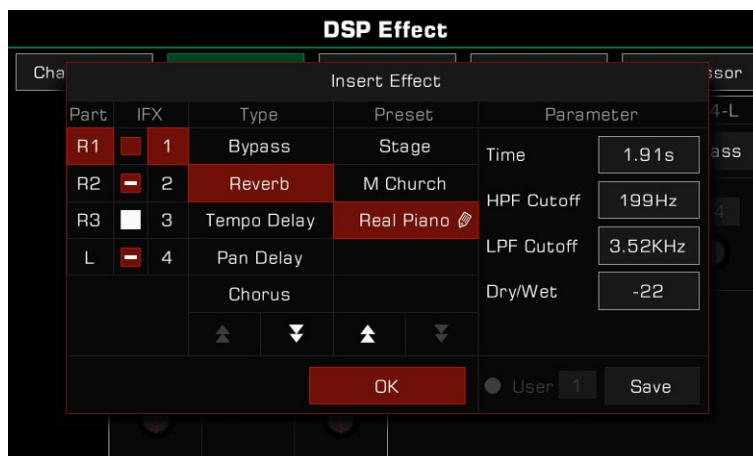 DSP Effect
Cha
ssor
Insert Effect
Part IFX Type Preset Parameter
4-L
R1 1 Bypass Stage
Time 1.91s
ass
R2 2 Reverb M Church
HPF Cutoff 199Hz
R3 3 Tempo Delay Real Piano
4
LPF Cutoff 3.52KHz
L 4 Pan Delay
Dry/Wet -22
Chorus
OK User 1 Save